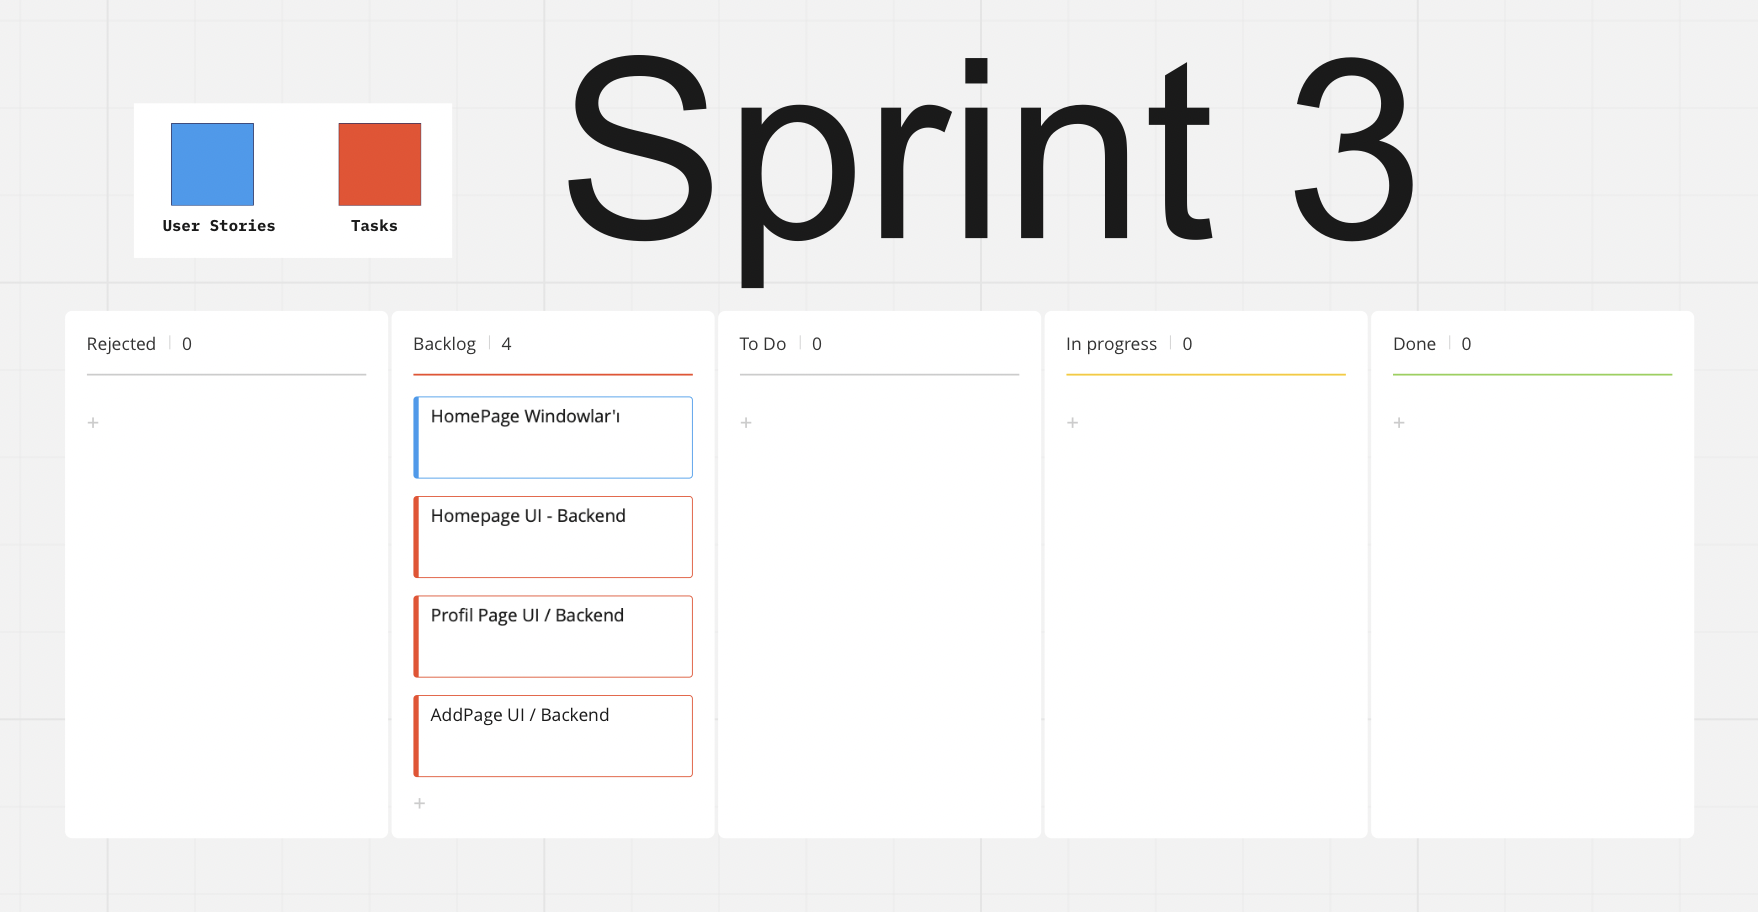 Sprint 3
User Stories
Tasks
Rejected 0
Backlog 4
To Do 0
In progress 0
Done 0
HomePage Windowlar'ı
Homepage UI - Backend
Profil Page UI / Backend
AddPage UI / Backend